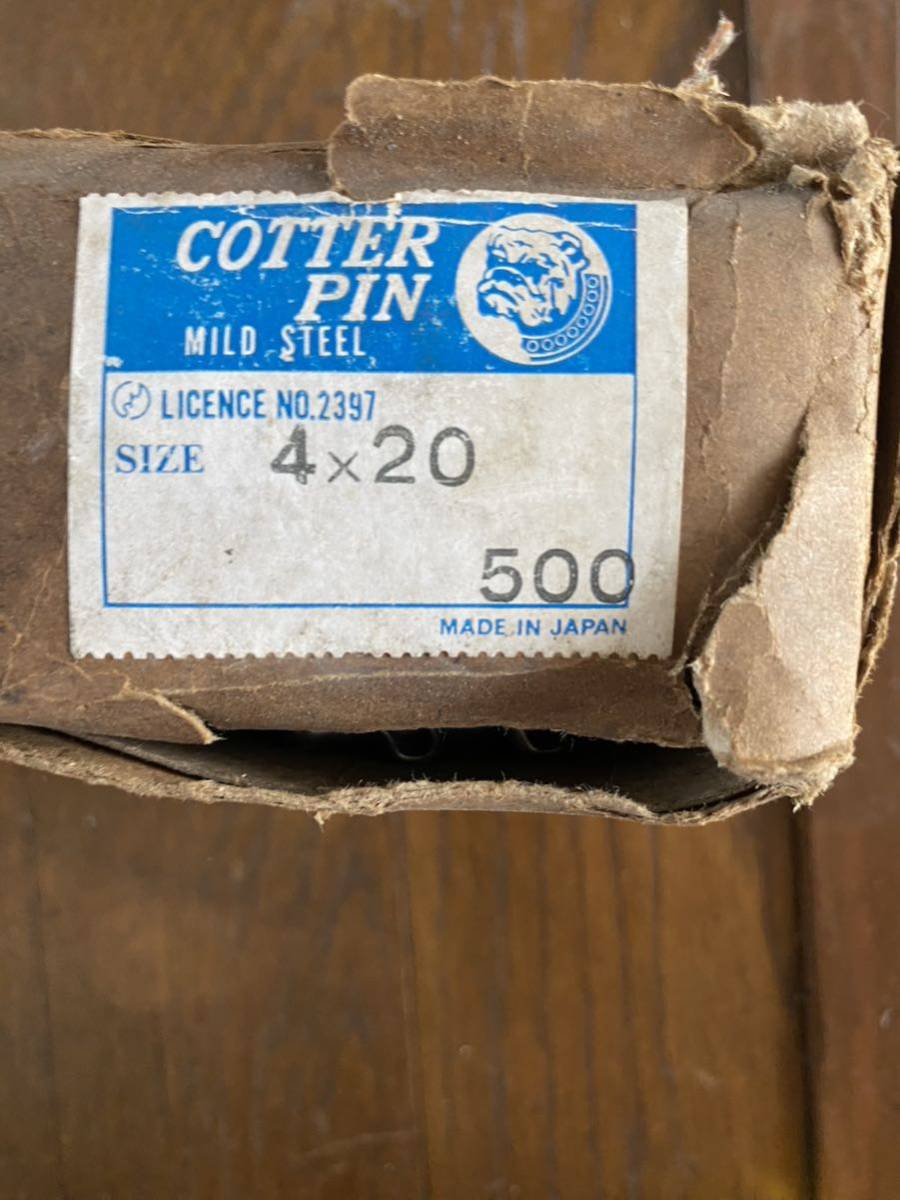 COTTER
PIN
MILD STEEL
LICENCE NO.2397
SIZE 4×20
500
MADE IN JAPAN